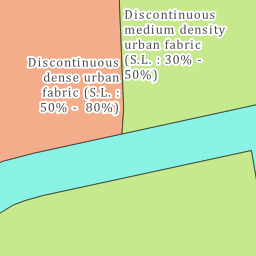 Discontinuous
medium density
urban fabric
(S.L. : 30% -
50%)
Discontinuous
dense urban
fabric (S.L. :
50% - 80%)